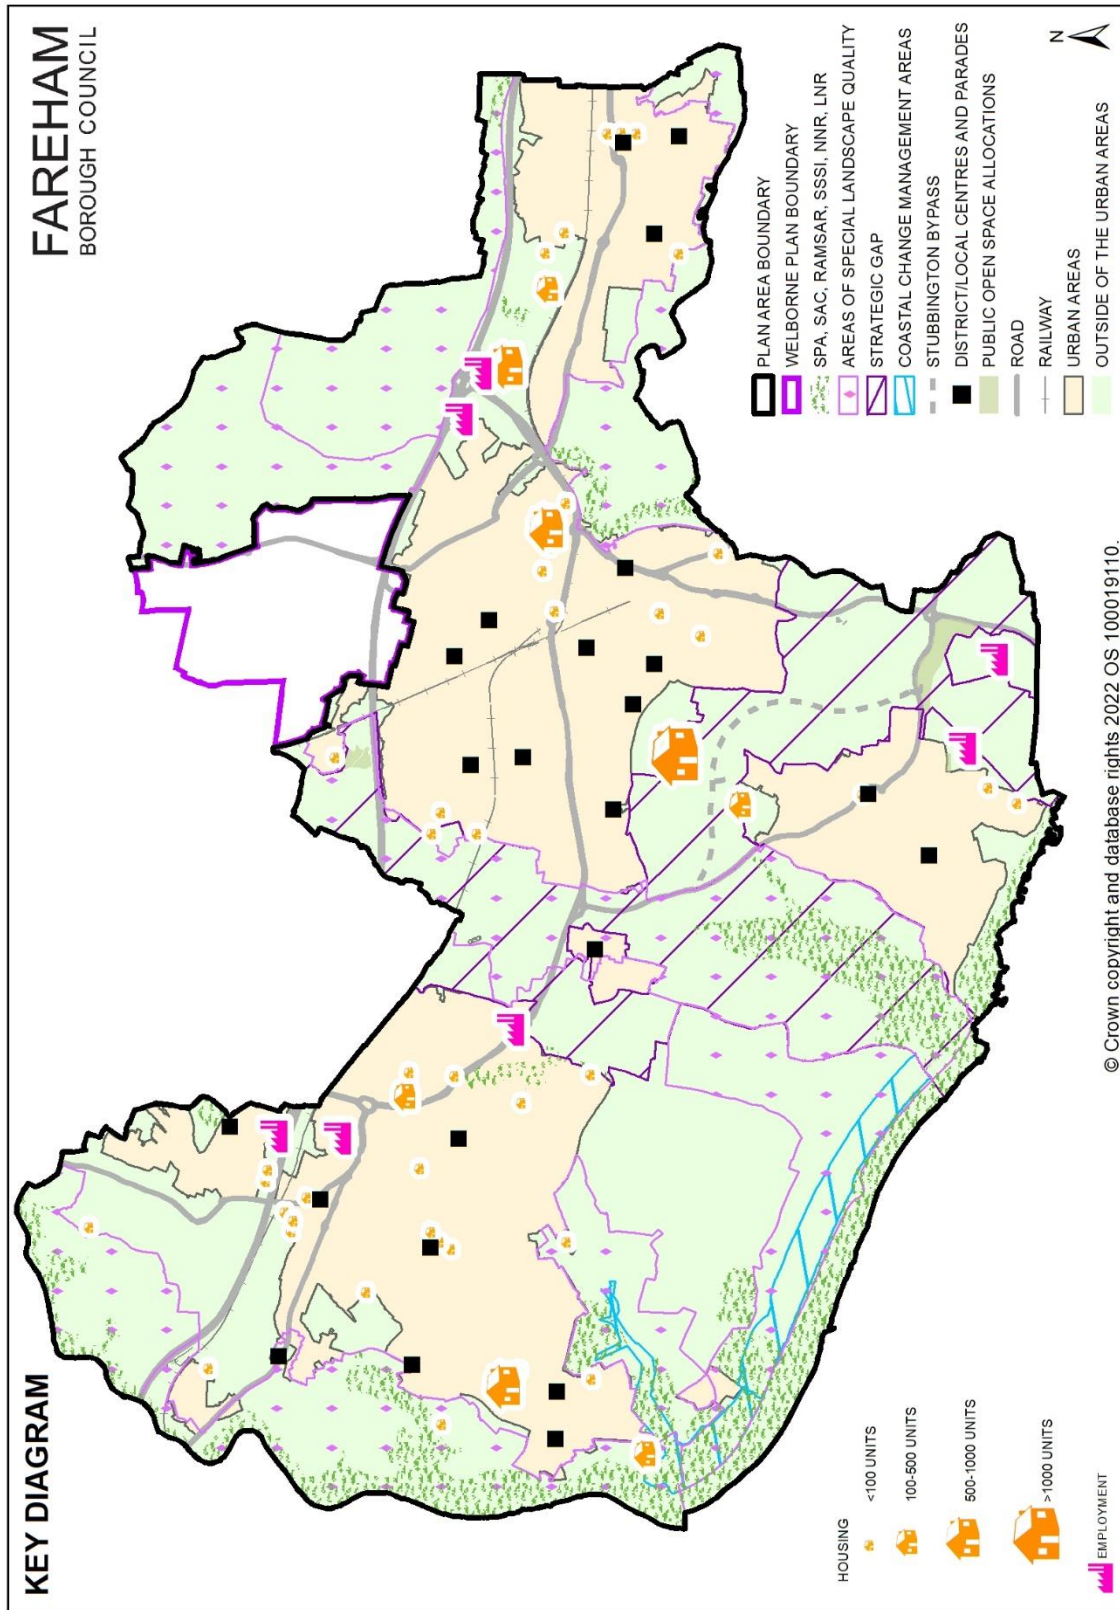 KEY DIAGRAM
FAREHAM
BOROUGH COUNCIL
HOUSING
<100 UNITS
100-500 UNITS
500-1000 UNITS
>1000 UNITS
EMPLOYMENT
PLAN AREA BOUNDARY
WELBORNE PLAN BOUNDARY
SPA, SAC, RAMSAR, SSSI, NNR, LNR
AREAS OF SPECIAL LANDSCAPE QUALITY
STRATEGIC GAP
COASTAL CHANGE MANAGEMENT AREAS
STUBBINGTON BYPASS
DISTRICT/LOCAL CENTRES AND PARADES
PUBLIC OPEN SPACE ALLOCATIONS
ROAD
RAILWAY
URBAN AREAS
OUTSIDE OF THE URBAN AREAS
N
© Crown copyright and database rights 2022 OS 100019110.